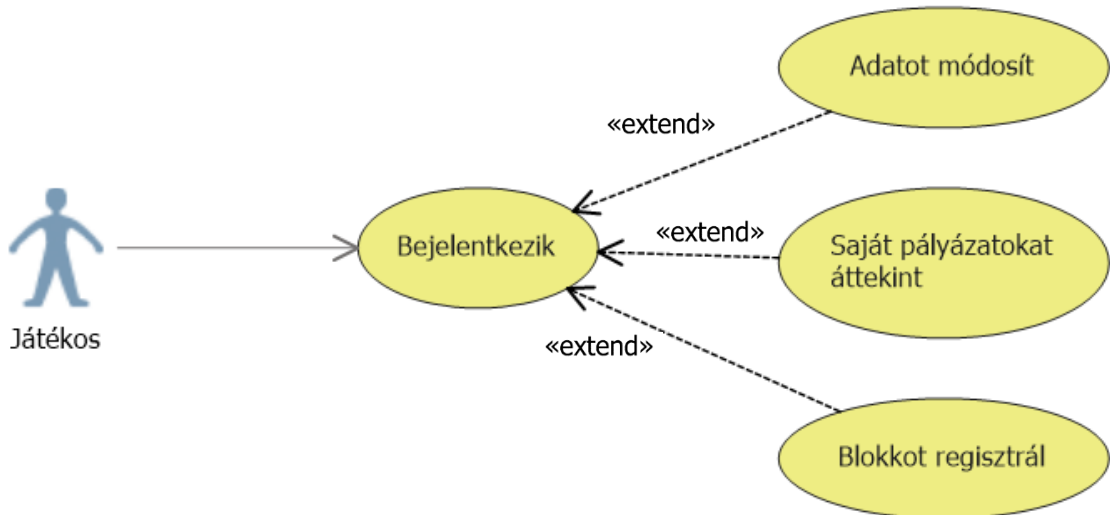 Adatot módosít
«extend»
Bejelentkezik
«extend»
Saját pályázatokat
áttekint
Játékos
«extend»
Blokkot regisztrál